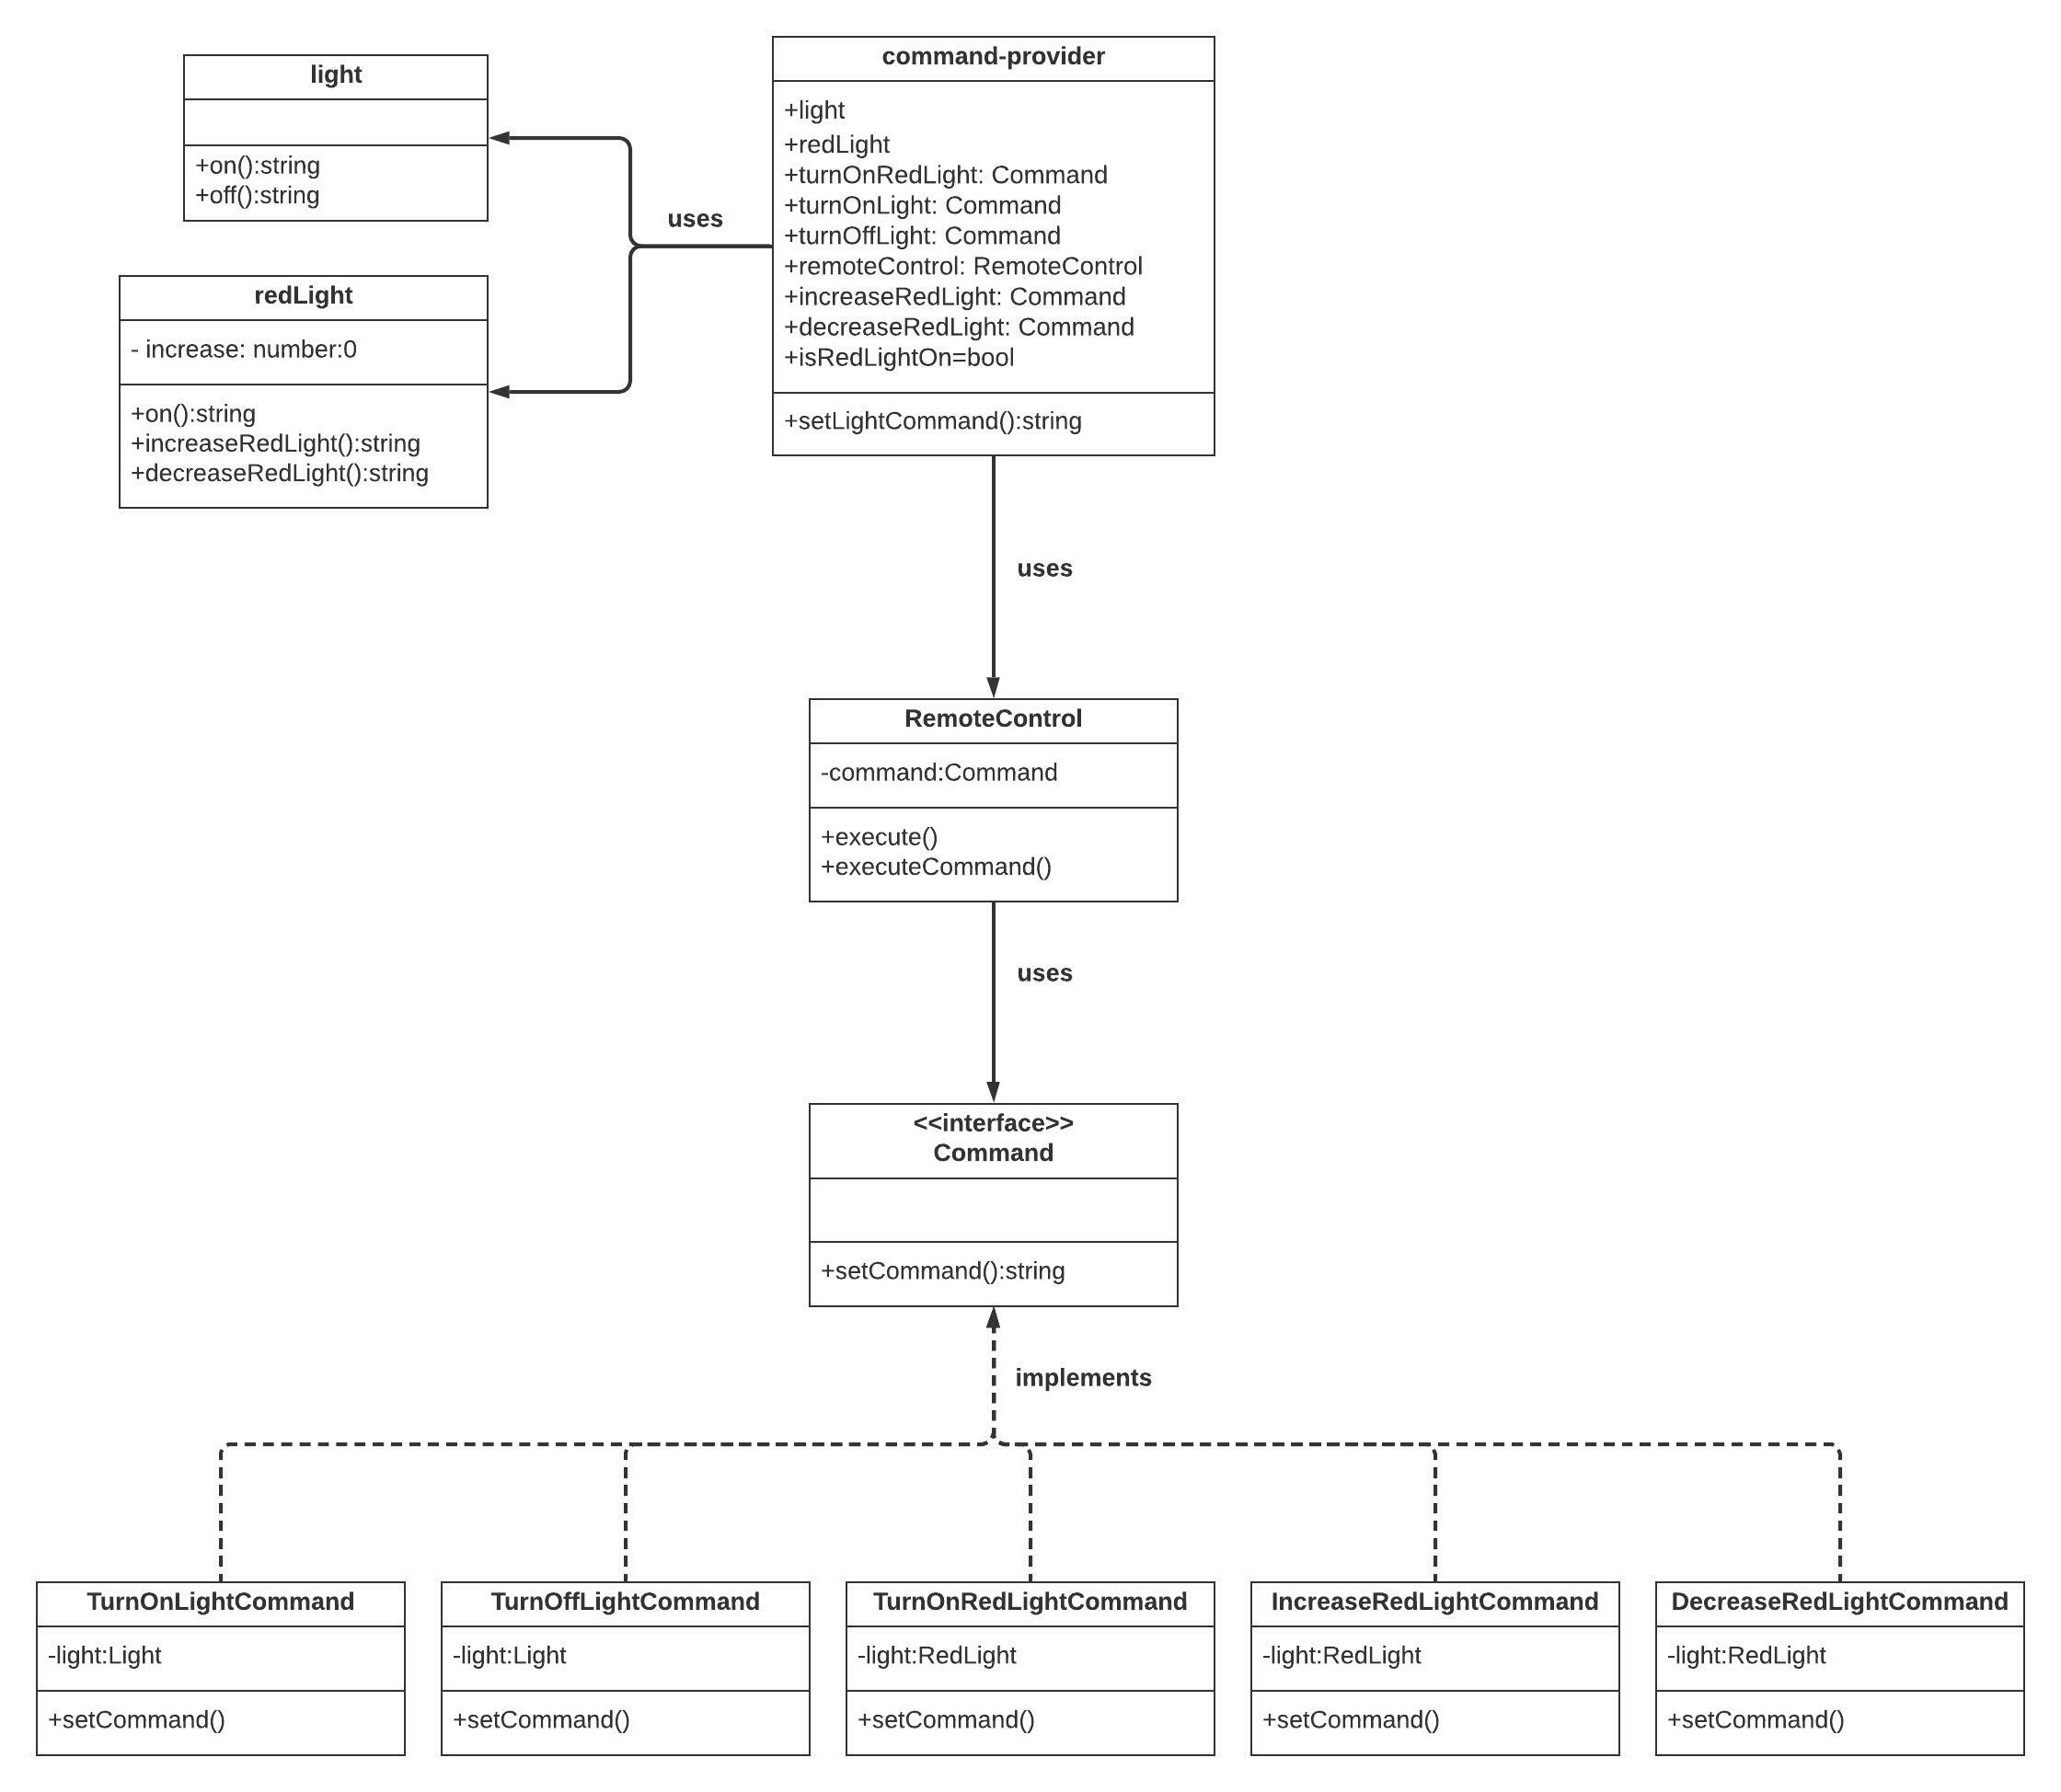 light
+on():string
+off():string
redLight
- increase: number:0
+on():string
+increaseRedLight():string
+decreaseRedLight():string
uses
command-provider
+light
+redLight
+turnOnRedLight: Command
+turnOnLight: Command
+turnOffLight: Command
+remoteControl: RemoteControl
+increaseRedLight: Command
+decreaseRedLight: Command
+isRedLightOn=bool
+setLightCommand():string
uses
RemoteControl
-command:Command
+execute()
+executeCommand()
uses
<<interface>>
Command
+setCommand():string
implements
TurnOnLightCommand
-light:Light
+setCommand()
TurnOffLightCommand
-light:Light
+setCommand()
TurnOnRedLightCommand
-light:RedLight
+setCommand()
IncreaseRedLightCommand
-light:RedLight
+setCommand()
DecreaseRedLightCommand
-light:RedLight
+setCommand()